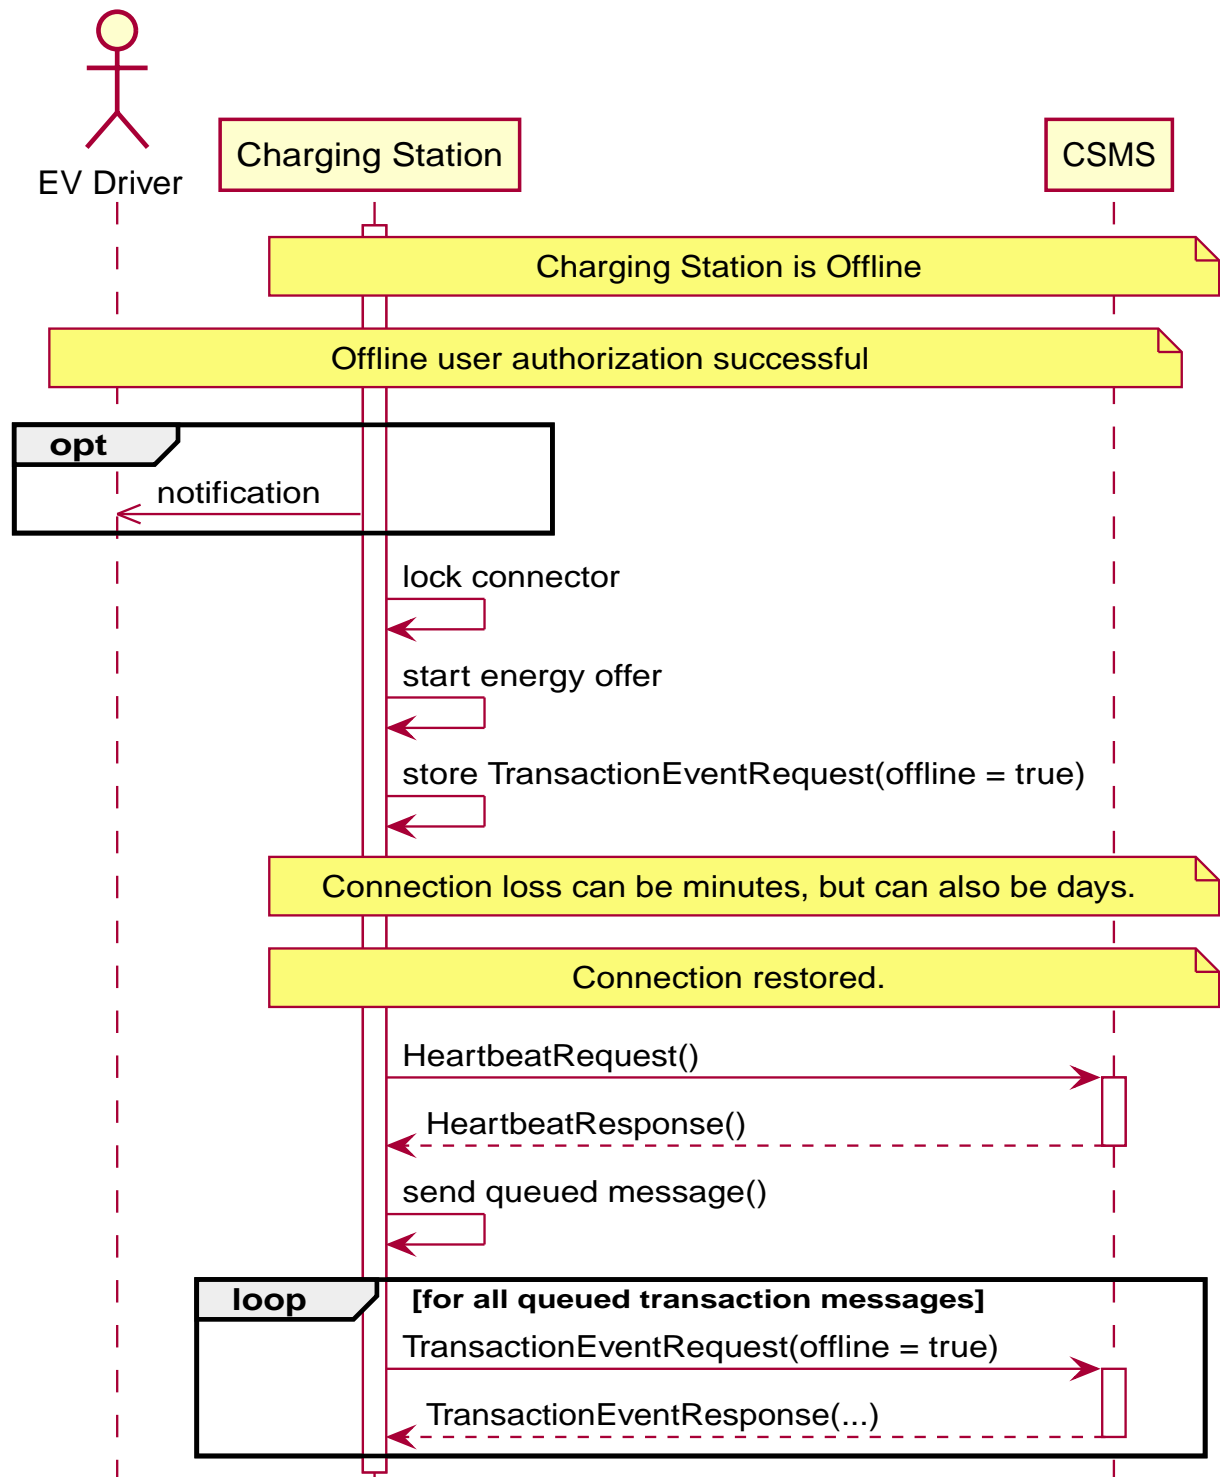 EV Driver
Charging Station
CSMS
Charging Station is Offline
Offline user authorization successful
opt
notification
lock connector
start energy offer
store TransactionEventRequest(offline = true)
Connection loss can be minutes, but can also be days.
Connection restored.
HeartbeatRequest()
HeartbeatResponse()
send queued message()
loop
[for all queued transaction messages]
TransactionEventRequest(offline = true)
TransactionEventResponse(...)